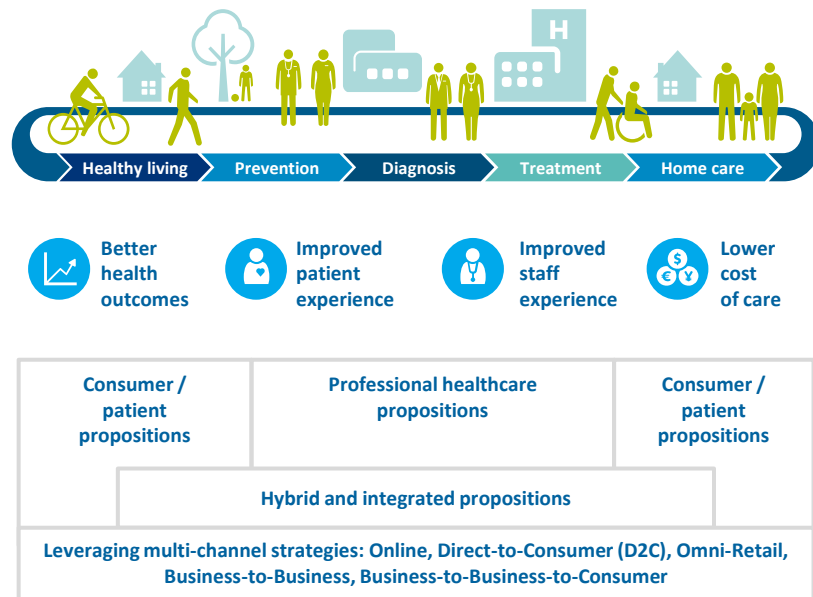 H
Healthy living
Prevention
Diagnosis
Treatment
Home care
Better
health
outcomes
Improved
patient
experience
Improved
staff
experience
$
€ ¥
Lower
cost
of care
Consumer /
patient
propositions
Professional healthcare
propositions
Consumer /
patient
propositions
Hybrid and integrated propositions
Leveraging multi-channel strategies: Online, Direct-to-Consumer (D2C), Omni-Retail,
Business-to-Business, Business-to-Business-to-Consumer